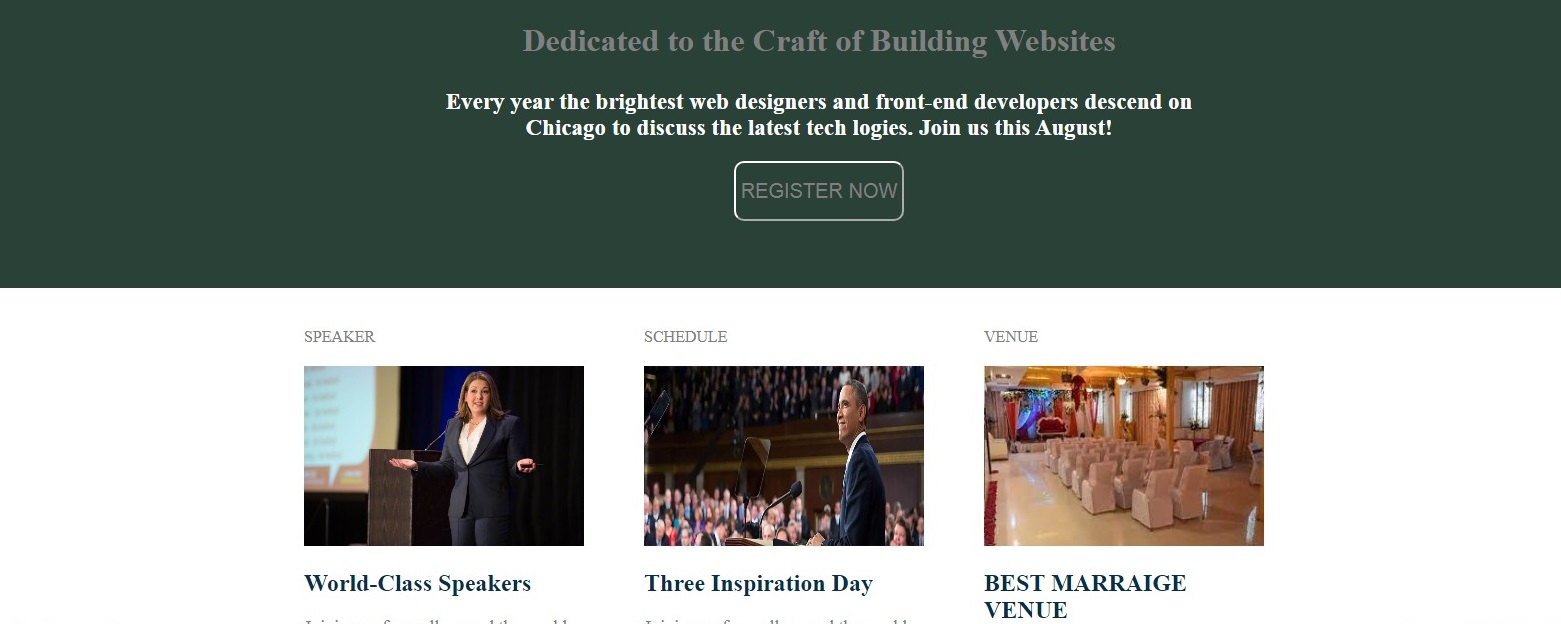 Dedicated to the Craft of Building Websites
Every year the brightest web designers and front-end developers descend on
Chicago to discuss the latest tech logies. Join us this August!
REGISTER NOW
SPEAKER
SCHEDULE
VENUE
World-Class Speakers
Three Inspiration Day
BEST MARRAIGE
VENUE